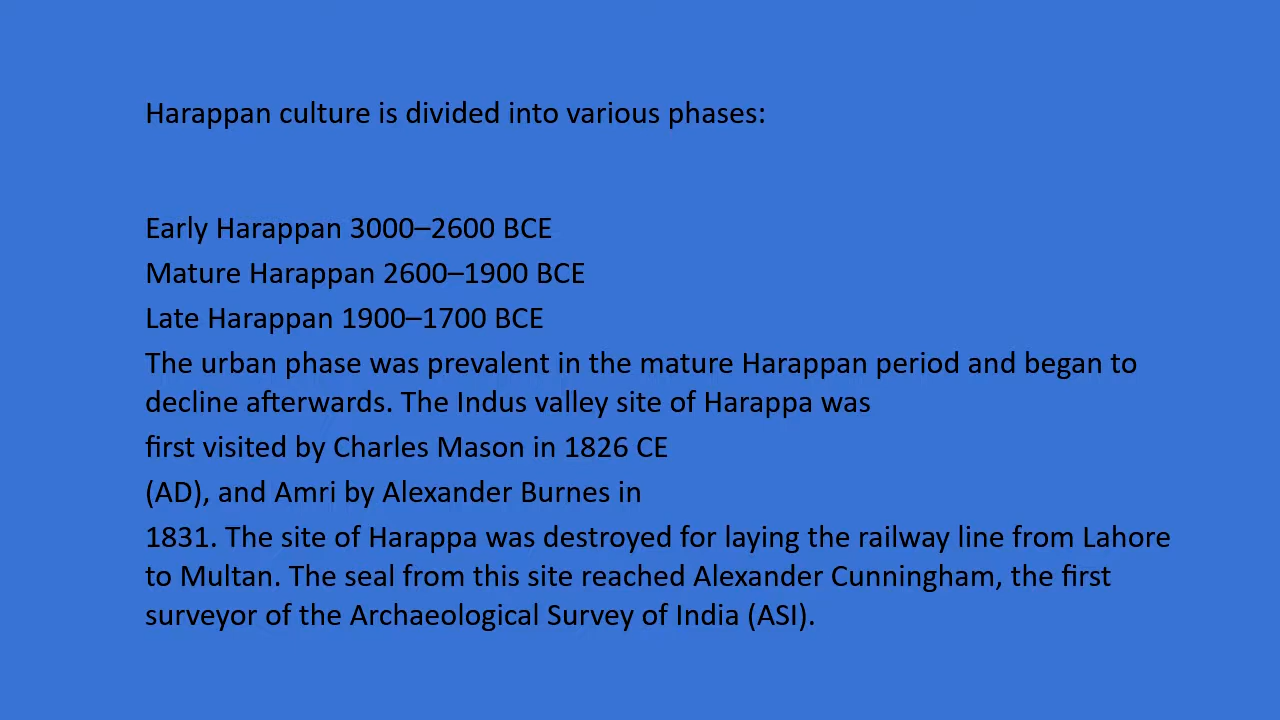 Harappan culture is divided into various phases:
Early Harappan 3000–2600 BCE
Mature Harappan 2600–1900 BCE
Late Harappan 1900–1700 BCE
The urban phase was prevalent in the mature Harappan period and began to
decline afterwards. The Indus valley site of Harappa was
first visited by Charles Mason in 1826 CE
(AD), and Amri by Alexander Burnes in
1831. The site of Harappa was destroyed for laying the railway line from Lahore
to Multan. The seal from this site reached Alexander Cunningham, the first
surveyor of the Archaeological Survey of India (ASI).